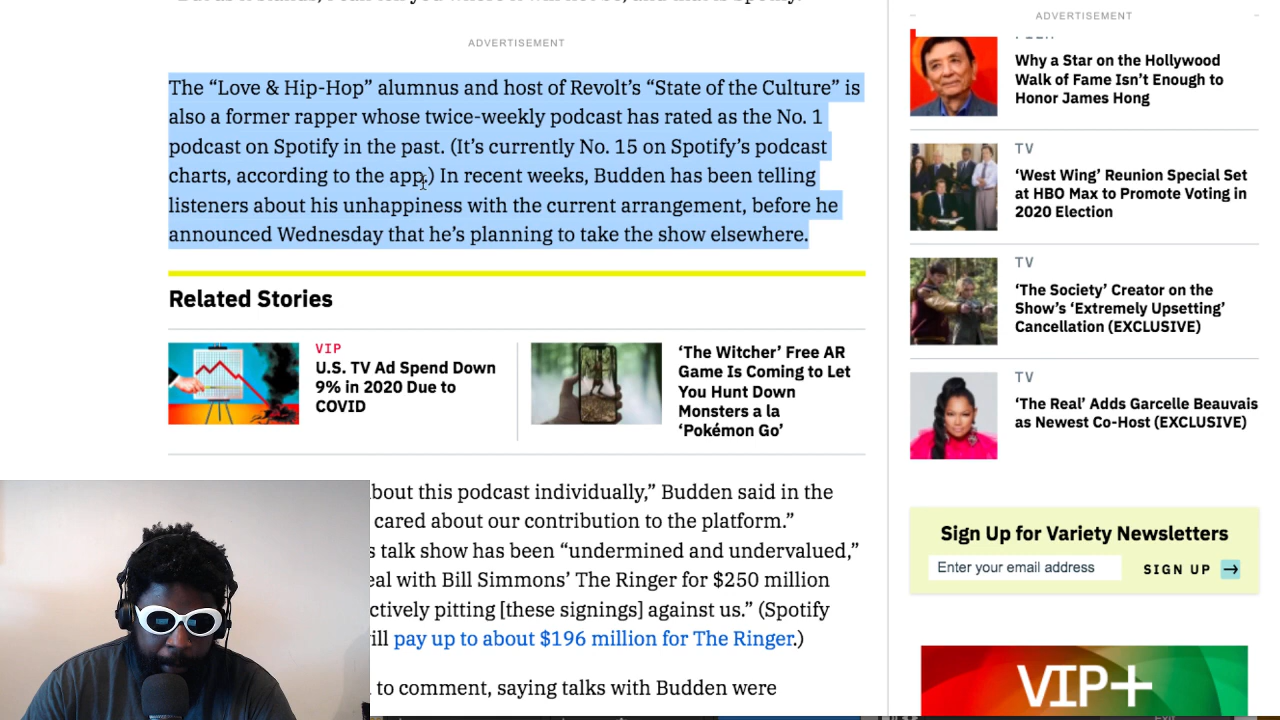 ADVERTISEMENT
The “Love & Hip-Hop” alumnus and host of Revolt’s “State of the Culture” is
also a former rapper whose twice-weekly podcast has rated as the No. 1
podcast on Spotify in the past. (It’s currently No. 15 on Spotify’s podcast
charts, according to the app.) In recent weeks, Budden has been telling
listeners about his unhappiness with the current arrangement, before he
announced Wednesday that he’s planning to take the show elsewhere.
Related Stories
VIP
U.S. TV Ad Spend Down
9% in 2020 Due to
COVID
‘The Witcher’ Free AR
Game Is Coming to Let
You Hunt Down
Monsters a la
‘Pokémon Go’
about this podcast individually,” Budden said in the
cared about our contribution to the platform.”
talk show has been “undermined and undervalued,”
deal with Bill Simmons’ The Ringer for $250 million
pitting [these signings] against us.” (Spotify
will pay up to about $196 million for The Ringer.)
to comment, saying talks with Budden were
ADVERTISEMENT
Why a Star on the Hollywood
Walk of Fame Isn’t Enough to
Honor James Hong
TV
‘West Wing’ Reunion Special Set
at HBO Max to Promote Voting in
2020 Election
TV
‘The Society’ Creator on the
Show’s ‘Extremely Upsetting’
Cancellation (EXCLUSIVE)
TV
‘The Real’ Adds Garcelle Beauvais
as Newest Co-Host (EXCLUSIVE)
Sign Up for Variety Newsletters
Enter your email address
SIGN UP
VIP+